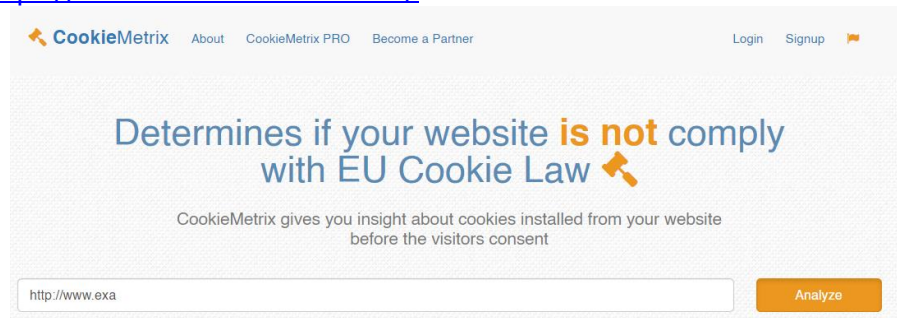 CookieMetrix About CookieMetrix PRO Become a Partner Login Signup
Determines if your website is not comply
with EU Cookie Law
CookieMetrix gives you insight about cookies installed from your website
before the visitors consent
http://www.exa
Analyze